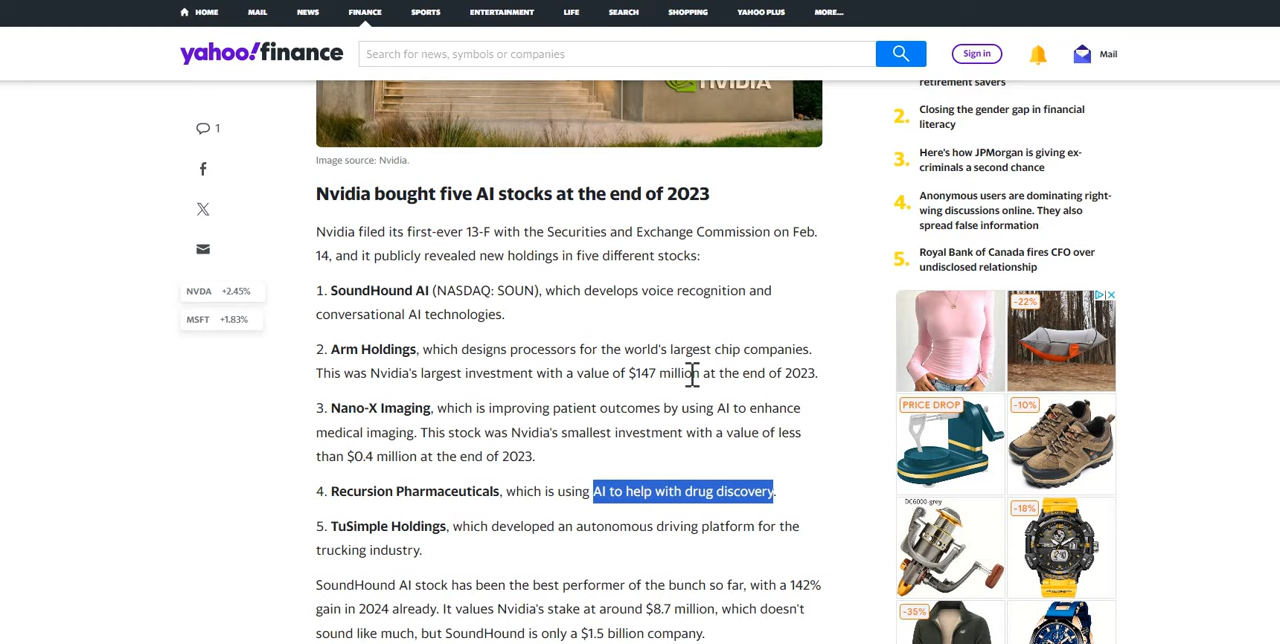 HOME MAIL NEWS FINANCE SPORTS ENTERTAINMENT LIFE SEARCH SHOPPING YAHOO PLUS MORE...
yahoo!finance
Search for news, symbols or companies
Sign in
Mail
NVIDIA
1
Image source: Nvidia.
NVDA +2.45%
MSFT +1.83%
Nvidia bought five AI stocks at the end of 2023
Nvidia filed its first-ever 13-F with the Securities and Exchange Commission on Feb.
14, and it publicly revealed new holdings in five different stocks:
1. SoundHound AI (NASDAQ: SOUN), which develops voice recognition and
conversational AI technologies.
2. Arm Holdings, which designs processors for the world's largest chip companies.
This was Nvidia's largest investment with a value of $147 million at the end of 2023.
3. Nano-X Imaging, which is improving patient outcomes by using AI to enhance
medical imaging. This stock was Nvidia's smallest investment with a value of less
than $0.4 million at the end of 2023.
4. Recursion Pharmaceuticals, which is using AI to help with drug discovery.
5. TuSimple Holdings, which developed an autonomous driving platform for the
trucking industry.
SoundHound AI stock has been the best performer of the bunch so far, with a 142%
gain in 2024 already. It values Nvidia's stake at around $8.7 million, which doesn't
sound like much, but SoundHound is only a $1.5 billion company.
retirement savers
2. Closing the gender gap in financial
literacy
3. Here's how JPMorgan is giving ex-
criminals a second chance
4. Anonymous users are dominating right-
wing discussions online. They also
spread false information
5. Royal Bank of Canada fires CFO over
undisclosed relationship
-22%
PRICE DROP
-10%
DC6000-grey
-18%
-35%